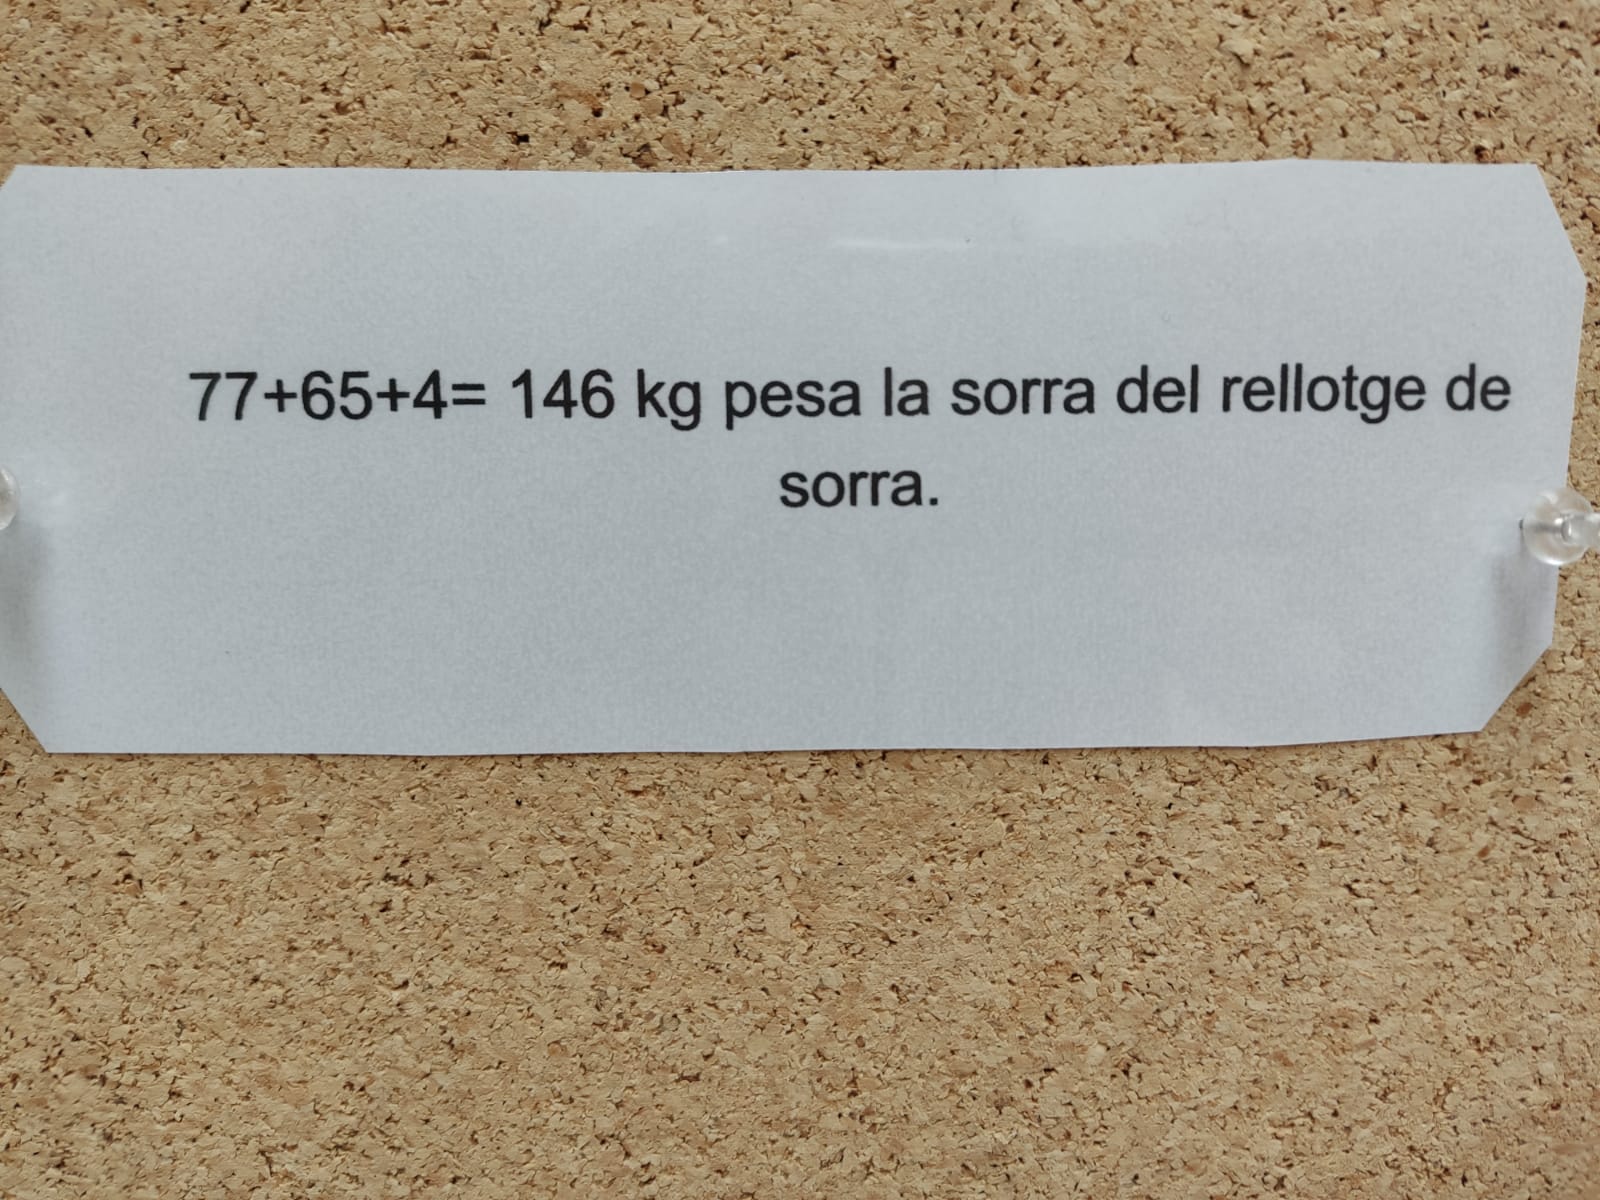 77+65+4= 146 kg pesa la sorra del rellotge de
sorra.